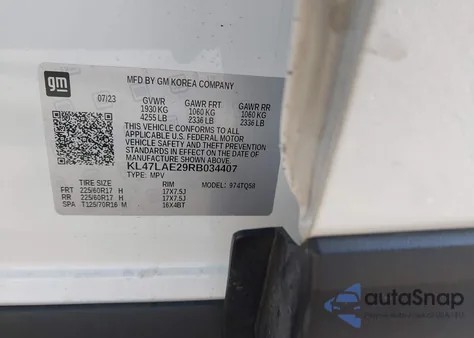 gm
MFD BY GM KOREA COMPANY
07/23 GVWR GAWR FRT GAWR RR
1930 KG 1060 KG 1060 KG
4255 LB 2336 LB 2336 LB
THIS VEHICLE CONFORMS TO ALL
APPLICABLE U.S. FEDERAL MOTOR
VEHICLE SAFETY AND THEFT
PREVENTION STANDARDS IN EFFECT ON
THE DATE OF MANUFACTURE SHOWN ABOVE.
KL47LAE29RB034407
TYPE: MPV MODEL: 974TQ58
TIRE SIZE RIM
FRT 225/60R17 H 17X7.5J
RR 225/60R17 H 17X7.5J
SPA T125/70R16 M 16X4BT
autoSnap